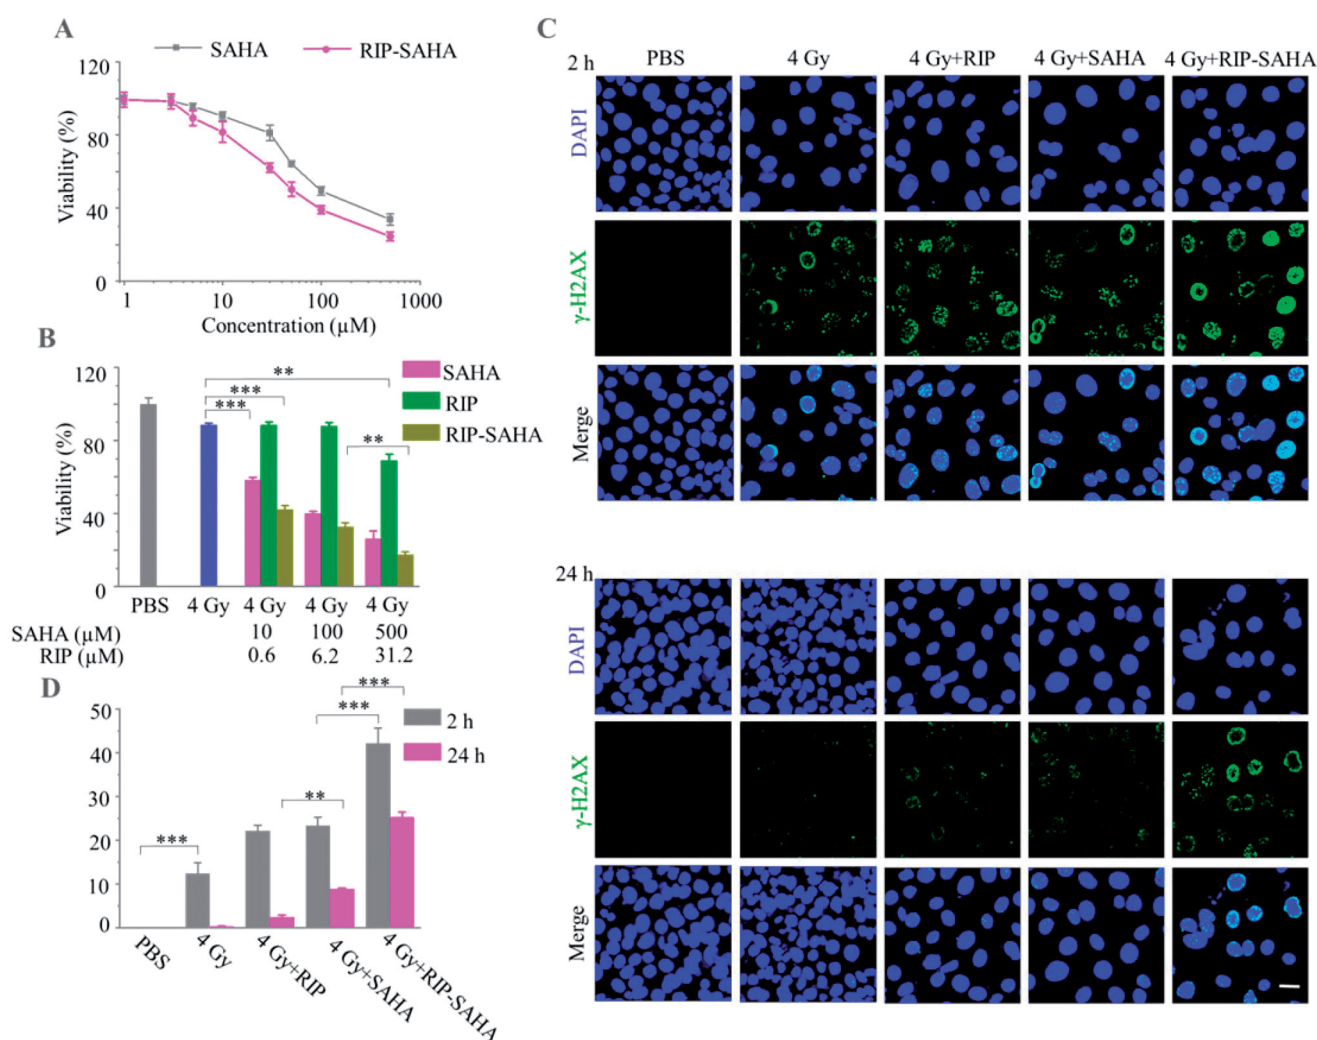 A
SAHA
RIP-SAHA
120
80
40
0
Viability (%)
1
10
100
1000
Concentration (µM)
B
SAHA
RIP
RIP-SAHA
120
80
40
0
Viability (%)
**
***
***
**
PBS
4 Gy
4 Gy
4 Gy
4 Gy
SAHA (µM)
10
100
500
RIP (µM)
0.6
6.2
31.2
D
2 h
24 h
50
40
30
20
10
0
***
**
***
***
PBS
4 Gy
4 Gy+RIP
4 Gy+SAHA
4 Gy+RIP-SAHA
C
2 h
PBS
4 Gy
4 Gy+RIP
4 Gy+SAHA
4 Gy+RIP-SAHA
DAPI
γ-H2AX
Merge
24 h
DAPI
γ-H2AX
Merge